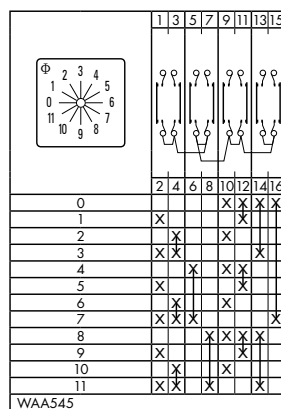 1 3 5 7 9 11 13 15
Φ
2 3 4
1 5
0 6
11 7
10 9 8
2 4 6 8 10 12 14 16
0 X X X X
1 X X
2 X X
3 X X X
4 X X X
5 X X
6 X X
7 X X X X
8 X X X X
9 X X
10 X X
11 X X X X
WAA545